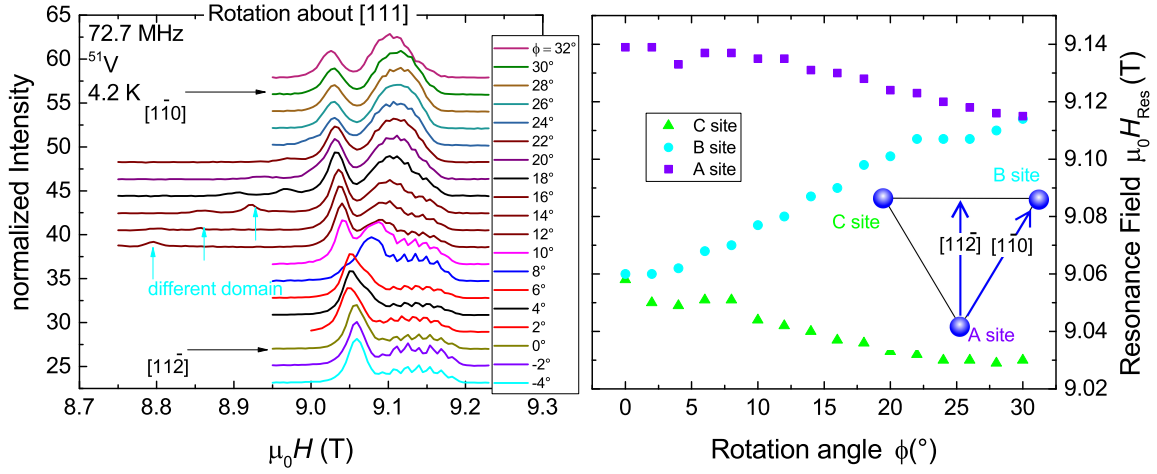 Rotation about [111]
72.7 MHz
⁵¹V
4.2 K
[11̄0]
different domain
[112̄]
ϕ = 32°
30°
28°
26°
24°
22°
20°
18°
16°
14°
12°
10°
8°
6°
4°
2°
0°
-2°
-4°
normalized Intensity
65
60
55
50
45
40
35
30
25
8.7 8.8 8.9 9.0 9.1 9.2 9.3
μ₀H (T)
C site
B site
A site
B site
C site
[112̄]
[11̄0]
A site
9.14
9.12
9.10
9.08
9.06
9.04
9.02
Resonance Field μ₀H_Res (T)
0 5 10 15 20 25 30
Rotation angle ϕ(°)